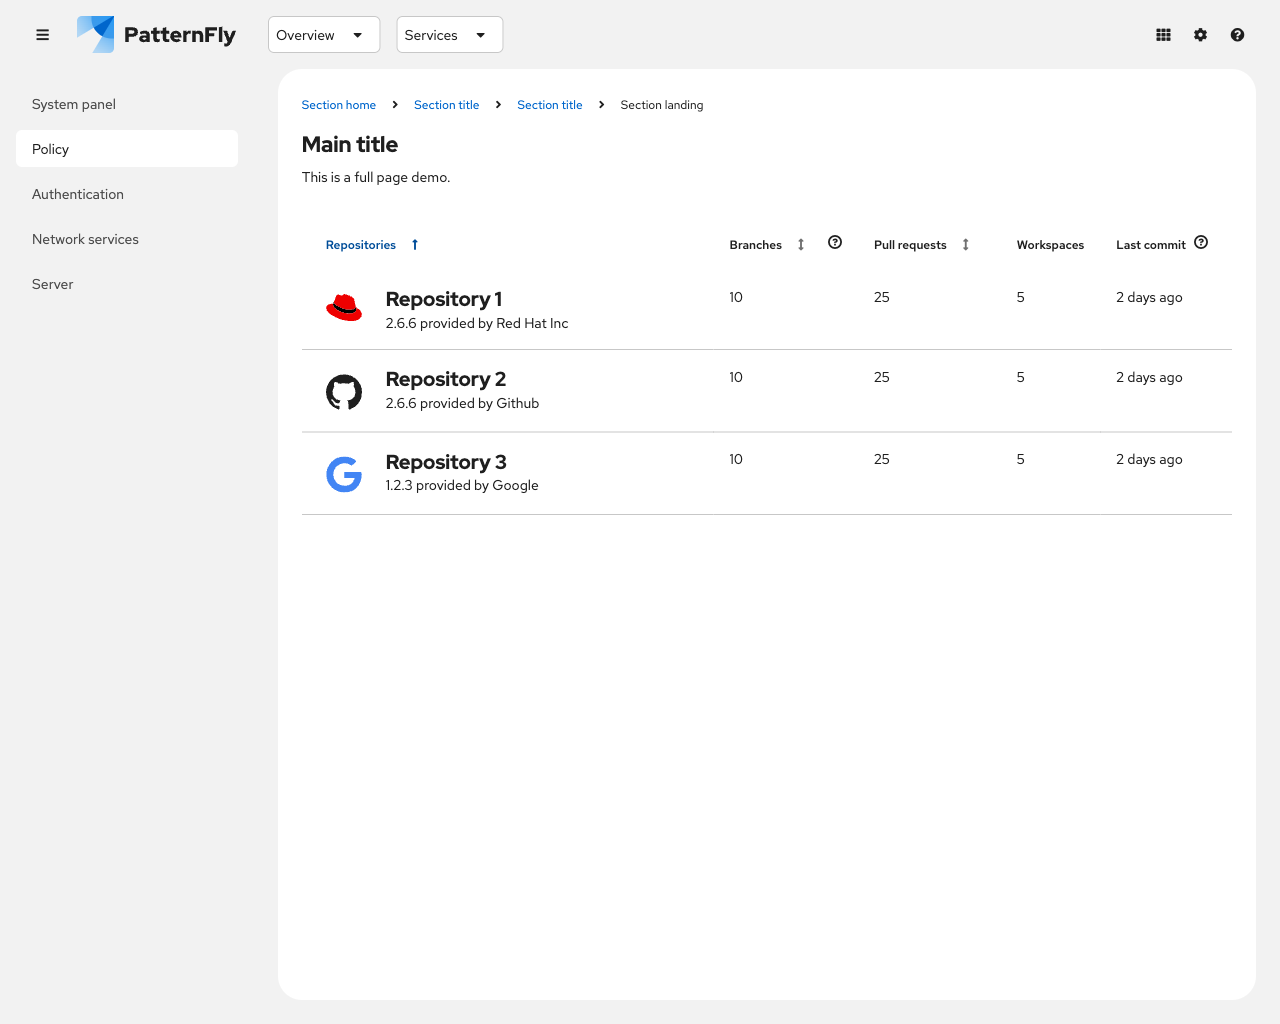 PatternFly
Overview
Services
System panel
Policy
Authentication
Network services
Server
Section home
Section title
Section title
Section landing
Main title
This is a full page demo.
Repositories
Branches
Pull requests
Workspaces
Last commit
Repository 1
2.6.6 provided by Red Hat Inc
10
25
5
2 days ago
Repository 2
2.6.6 provided by Github
10
25
5
2 days ago
Repository 3
1.2.3 provided by Google
10
25
5
2 days ago